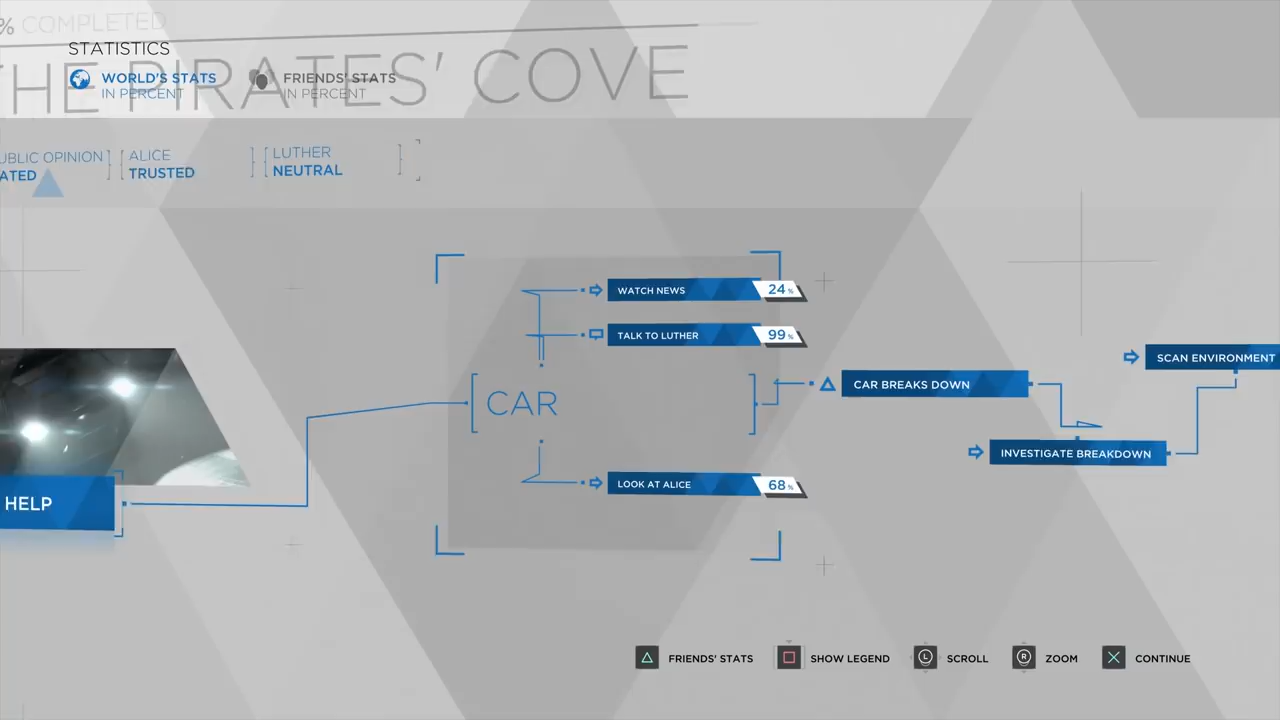 % COMPLETED
STATISTICS
THE PIRATES' COVE
WORLD'S STATS
IN PERCENT
FRIENDS' STATS
IN PERCENT
UBLIC OPINION
ATED
ALICE
TRUSTED
LUTHER
NEUTRAL
WATCH NEWS 24%
TALK TO LUTHER 99%
SCAN ENVIRONMENT
CAR BREAKS DOWN
CAR
INVESTIGATE BREAKDOWN
LOOK AT ALICE 68%
HELP
FRIENDS' STATS
SHOW LEGEND
L SCROLL
R ZOOM
CONTINUE